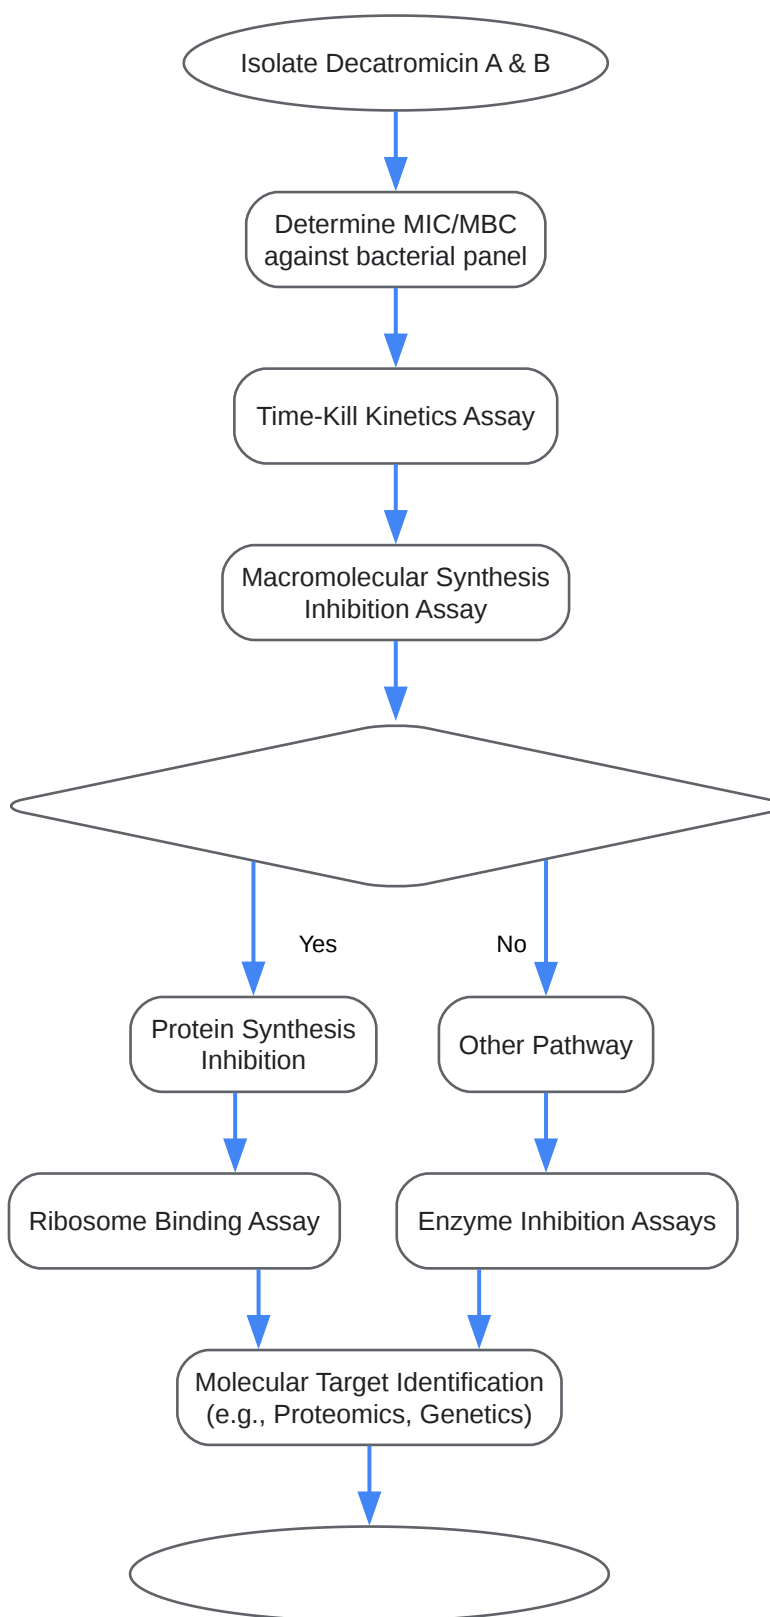 Isolate Decatromicin A & B
Determine MIC/MBC
against bacterial panel
Time-Kill Kinetics Assay
Macromolecular Synthesis
Inhibition Assay
Yes
No
Protein Synthesis
Inhibition
Other Pathway
Ribosome Binding Assay
Enzyme Inhibition Assays
Molecular Target Identification
(e.g., Proteomics, Genetics)